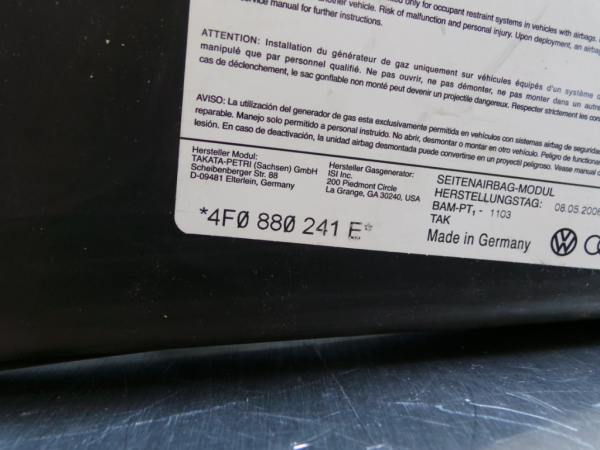 only for occupant restraint systems in vehicles with airbags.
another vehicle. Risk of malfunction and personal injury. Upon deployment, an airbag
service manual for further instructions.
ATTENTION: Installation du générateur de gaz uniquement sur véhicules équipés d'un système
manipulé que par personnel qualifié. Ne pas ouvrir, ne pas démonter, ne pas monter dans un autre
cas de déclenchement, le sac gonflable non monté peut devenir un projectile dangereux. Respecter strictement les
AVISO: La utilización del generador de gas esta exclusivamente permitida en vehículos con sistemas airbag de seguridad
reparable. Manejo solo permitido a personal instruido. No abrir, desmontar o montar en otro vehículo. Peligro de
lesión. En caso de deactivación, la unidad airbag desmontada puede convertirse en un proyectil peligroso. Vease manual
Hersteller Modul:
TAKATA-PETRI (Sachsen) GmbH
Scheibenberger Str. 88
D-09481 Elterlein, Germany
Hersteller Gasgenerator:
ISI Inc.
200 Piedmont Circle
La Grange, GA 30240, USA
SEITENAIRBAG-MODUL
HERSTELLUNGSTAG: 08.05.2006
BAM-PT₁ - 1103
TAK
Made in Germany
*4F0 880 241 E*
VW